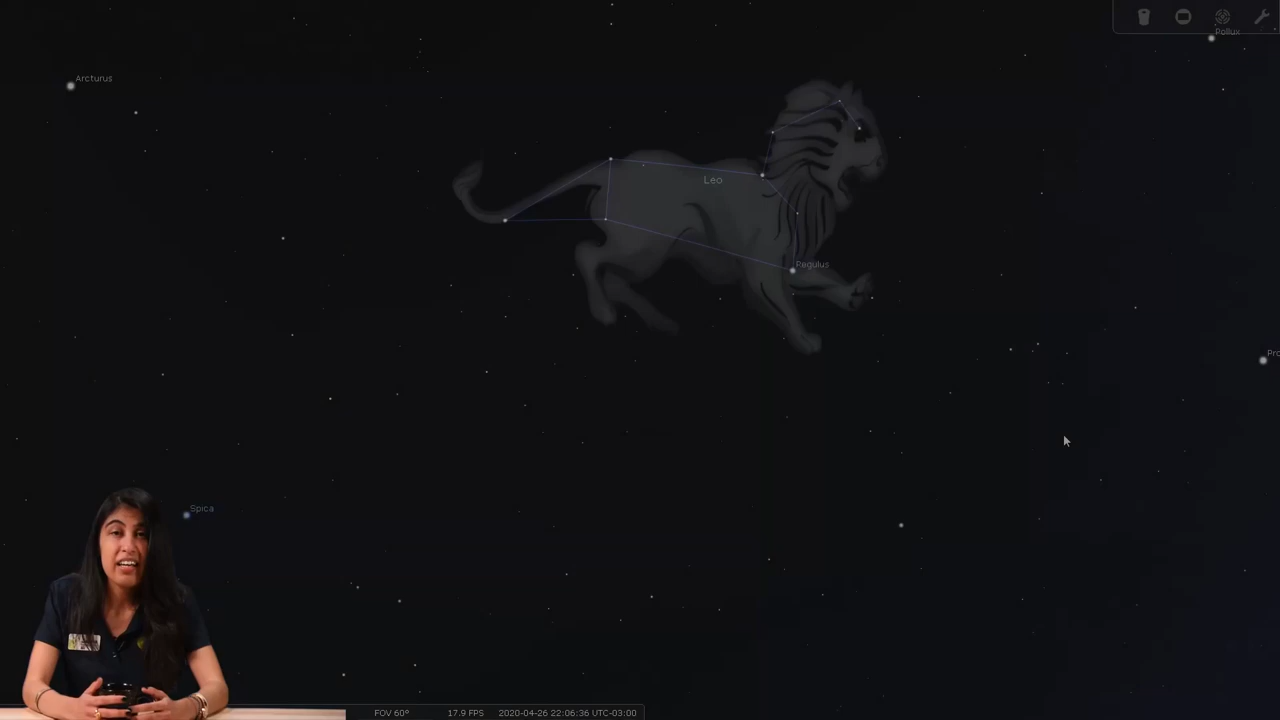 Pollux
Arcturus
Leo
Regulus
Pro
Spica
FOV 60° 17.9 FPS 2020-04-26 22:06:36 UTC-03:00